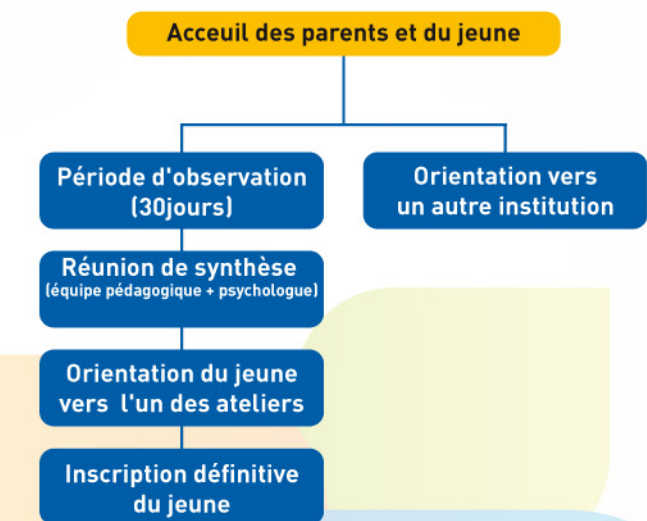 Acceuil des parents et du jeune
Période d'observation
(30jours)
Orientation vers
un autre institution
Réunion de synthèse
(équipe pédagogique + psychologue)
Orientation du jeune
vers l'un des ateliers
Inscription définitive
du jeune